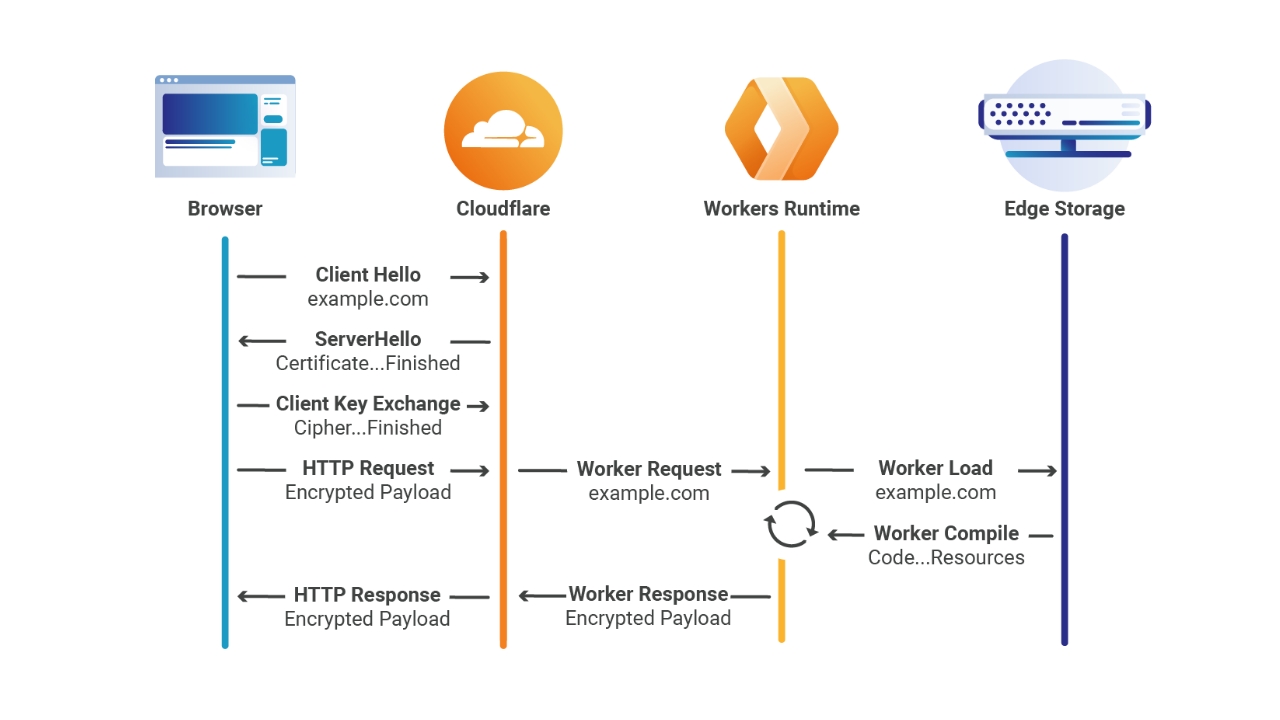 Browser
Cloudflare
Workers Runtime
Edge Storage
Client Hello
example.com
ServerHello
Certificate...Finished
Client Key Exchange
Cipher...Finished
HTTP Request
Encrypted Payload
Worker Request
example.com
Worker Load
example.com
Worker Compile
Code...Resources
HTTP Response
Encrypted Payload
Worker Response
Encrypted Payload